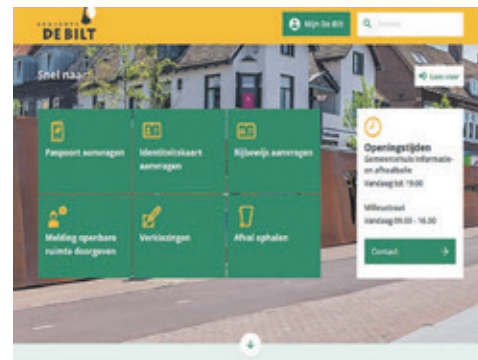 GEMEENTE
DE BILT
Mijn De Bilt
Snel naar:
Lees voor
Paspoort aanvragen
Identiteitskaart
aanvragen
Rijbewijs aanvragen
Melding openbare
ruimte doorgeven
Verkiezingen
Afval ophalen
Openingstijden
Gemeentehuis informatie-
en afhaalbalie
Vandaag tot 19:00
Milieustraat
Vandaag 09.00 - 16.00
Contact